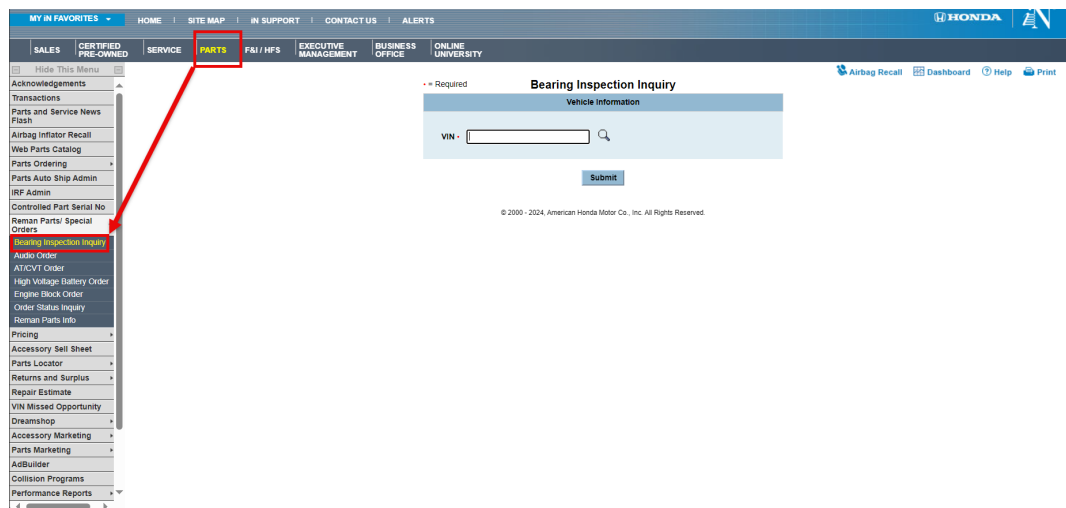 MY iN FAVORITES
HOME
SITE MAP
iN SUPPORT
CONTACT US
ALERTS
HONDA
iN
SALES
CERTIFIED
PRE-OWNED
SERVICE
PARTS
F&I / HFS
EXECUTIVE
MANAGEMENT
BUSINESS
OFFICE
ONLINE
UNIVERSITY
Hide This Menu
Airbag Recall
Dashboard
Help
Print
Acknowledgements
Transactions
Parts and Service News
Flash
Airbag Inflator Recall
Web Parts Catalog
Parts Ordering
Parts Auto Ship Admin
IRF Admin
Controlled Part Serial No
Reman Parts/ Special
Orders
Bearing Inspection Inquiry
Audio Order
AT/CVT Order
High Voltage Battery Order
Engine Block Order
Order Status Inquiry
Reman Parts Info
Pricing
Accessory Sell Sheet
Parts Locator
Returns and Surplus
Repair Estimate
VIN Missed Opportunity
Dreamshop
Accessory Marketing
Parts Marketing
AdBuilder
Collision Programs
Performance Reports
• = Required
Bearing Inspection Inquiry
Vehicle Information
VIN •
Submit
© 2000 - 2024, American Honda Motor Co., Inc. All Rights Reserved.